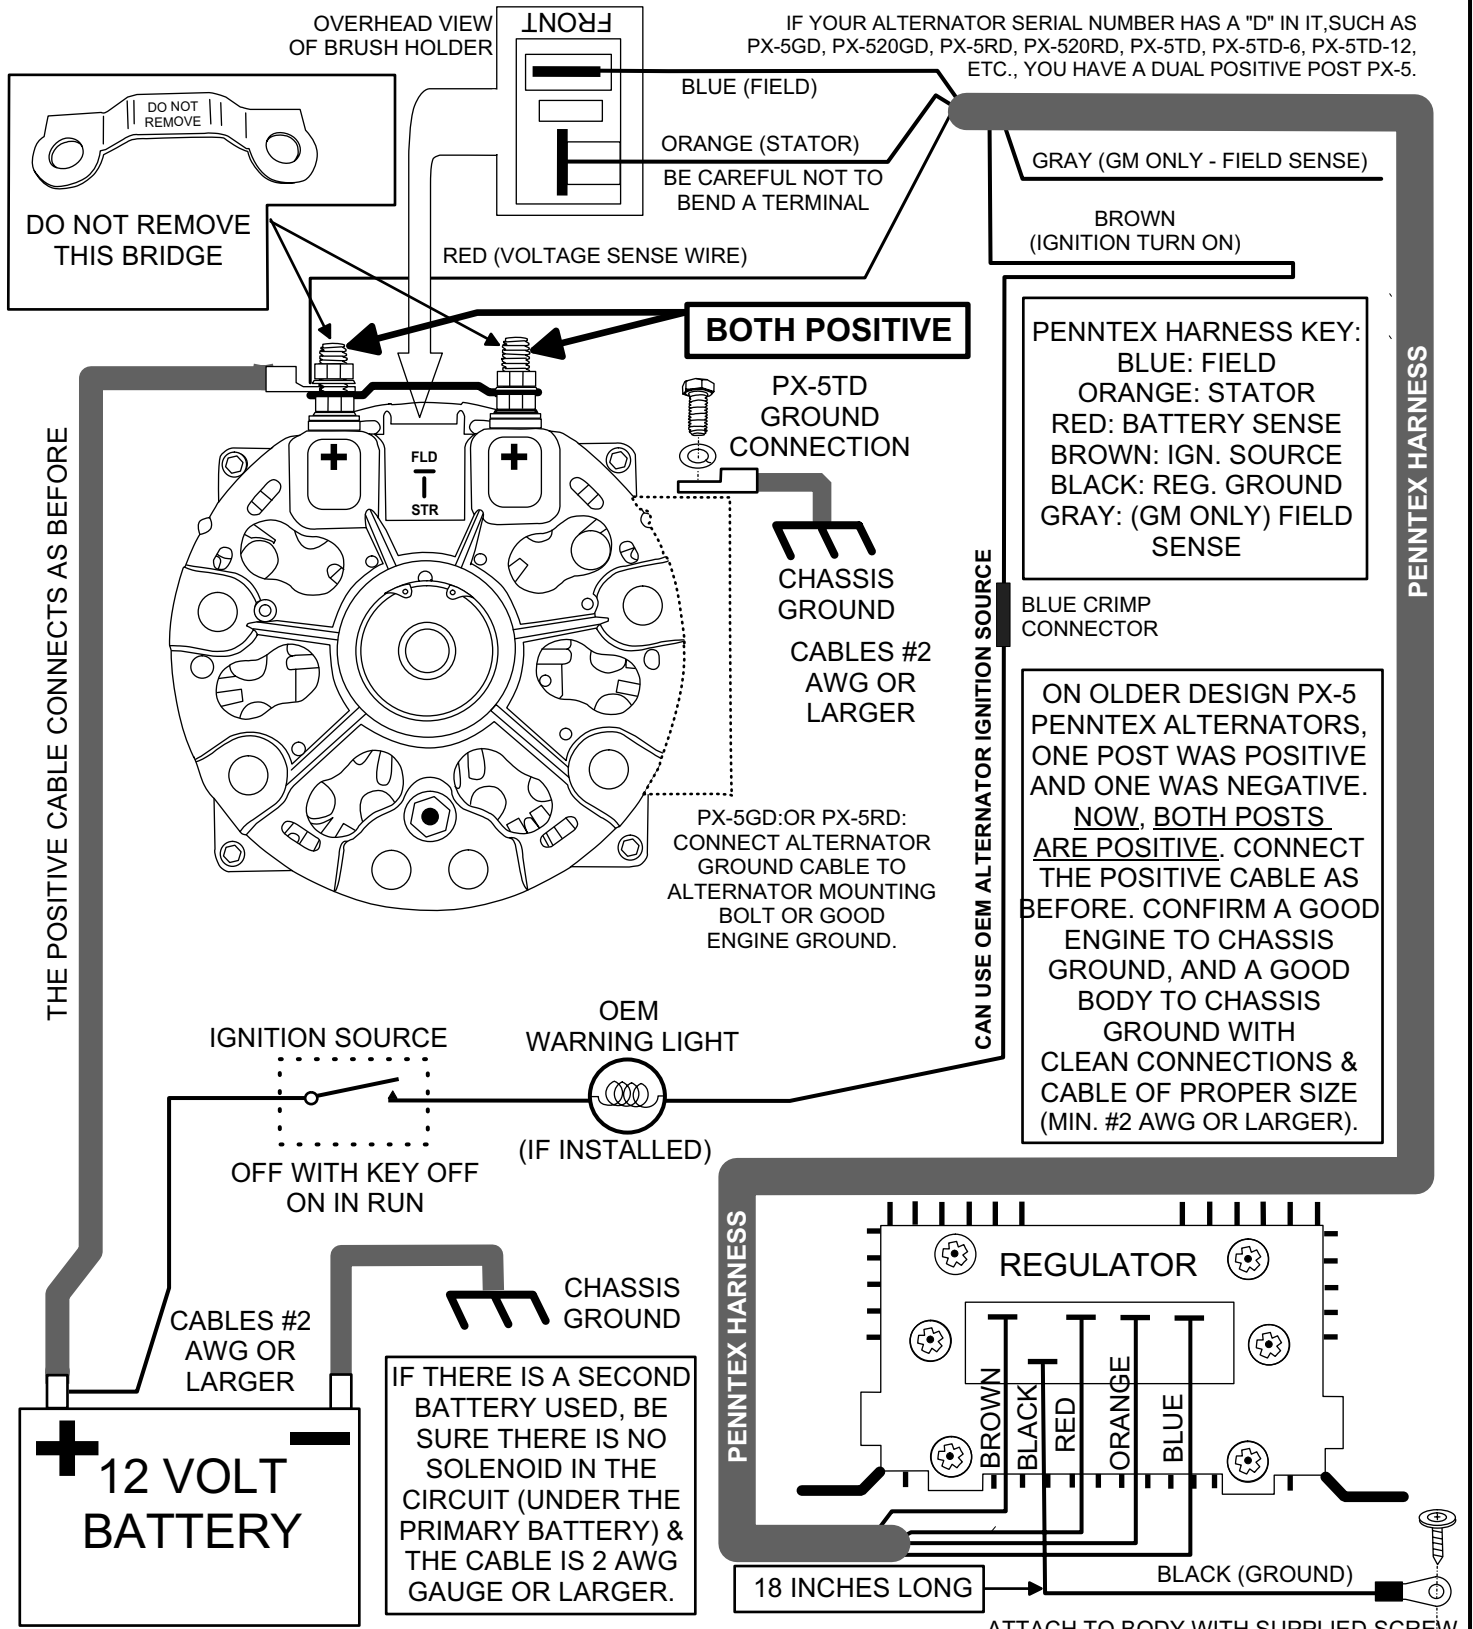 OVERHEAD VIEW
OF BRUSH HOLDER
FRONT
IF YOUR ALTERNATOR SERIAL NUMBER HAS A "D" IN IT,SUCH AS
PX-5GD, PX-520GD, PX-5RD, PX-520RD, PX-5TD, PX-5TD-6, PX-5TD-12,
ETC., YOU HAVE A DUAL POSITIVE POST PX-5.
BLUE (FIELD)
ORANGE (STATOR)
BE CAREFUL NOT TO
BEND A TERMINAL
RED (VOLTAGE SENSE WIRE)
GRAY (GM ONLY - FIELD SENSE)
BROWN
(IGNITION TURN ON)
DO NOT
REMOVE
DO NOT REMOVE
THIS BRIDGE
BOTH POSITIVE
PENNTEX HARNESS KEY:
BLUE: FIELD
ORANGE: STATOR
RED: BATTERY SENSE
BROWN: IGN. SOURCE
BLACK: REG. GROUND
GRAY: (GM ONLY) FIELD
SENSE
PENNTEX HARNESS
THE POSITIVE CABLE CONNECTS AS BEFORE
+
FLD
STR
+
PX-5TD
GROUND
CONNECTION
CHASSIS
GROUND
CABLES #2
AWG OR
LARGER
CAN USE OEM ALTERNATOR IGNITION SOURCE
BLUE CRIMP
CONNECTOR
PX-5GD:OR PX-5RD:
CONNECT ALTERNATOR
GROUND CABLE TO
ALTERNATOR MOUNTING
BOLT OR GOOD
ENGINE GROUND.
ON OLDER DESIGN PX-5
PENNTEX ALTERNATORS,
ONE POST WAS POSITIVE
AND ONE WAS NEGATIVE.
NOW, BOTH POSTS
ARE POSITIVE. CONNECT
THE POSITIVE CABLE AS
BEFORE. CONFIRM A GOOD
ENGINE TO CHASSIS
GROUND, AND A GOOD
BODY TO CHASSIS
GROUND WITH
CLEAN CONNECTIONS &
CABLE OF PROPER SIZE
(MIN. #2 AWG OR LARGER).
IGNITION SOURCE
OFF WITH KEY OFF
ON IN RUN
OEM
WARNING LIGHT
(IF INSTALLED)
CHASSIS
GROUND
CABLES #2
AWG OR
LARGER
+
−
12 VOLT
BATTERY
IF THERE IS A SECOND
BATTERY USED, BE
SURE THERE IS NO
SOLENOID IN THE
CIRCUIT (UNDER THE
PRIMARY BATTERY) &
THE CABLE IS 2 AWG
GAUGE OR LARGER.
PENNTEX HARNESS
REGULATOR
BROWN
BLACK
RED
ORANGE
BLUE
18 INCHES LONG
BLACK (GROUND)
ATTACH TO BODY WITH SUPPLIED SCREW